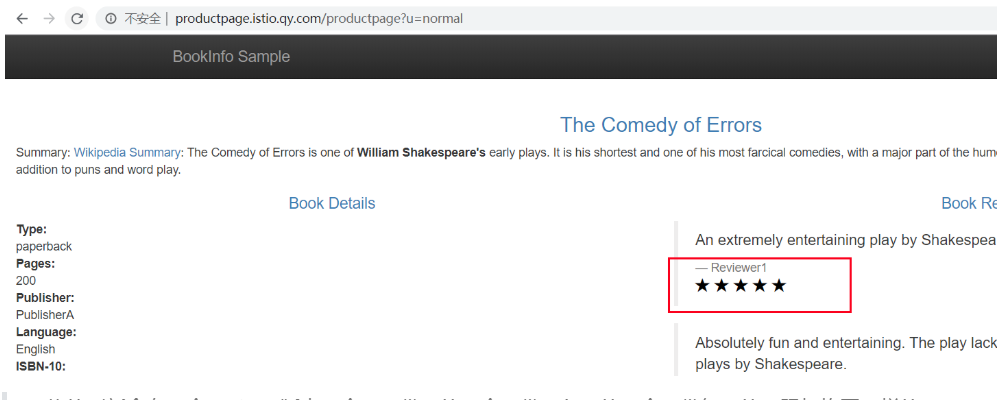 不安全 | productpage.istio.qy.com/productpage?u=normal
BookInfo Sample
The Comedy of Errors
Summary: Wikipedia Summary: The Comedy of Errors is one of William Shakespeare's early plays. It is his shortest and one of his most farcical comedies, with a major part of the
addition to puns and word play.
Book Details
Type:
paperback
Pages:
200
Publisher:
PublisherA
Language:
English
ISBN-10:
Book
An extremely entertaining play by
— Reviewer1
★★★★★
Absolutely fun and entertaining. The play
plays by Shakespeare.